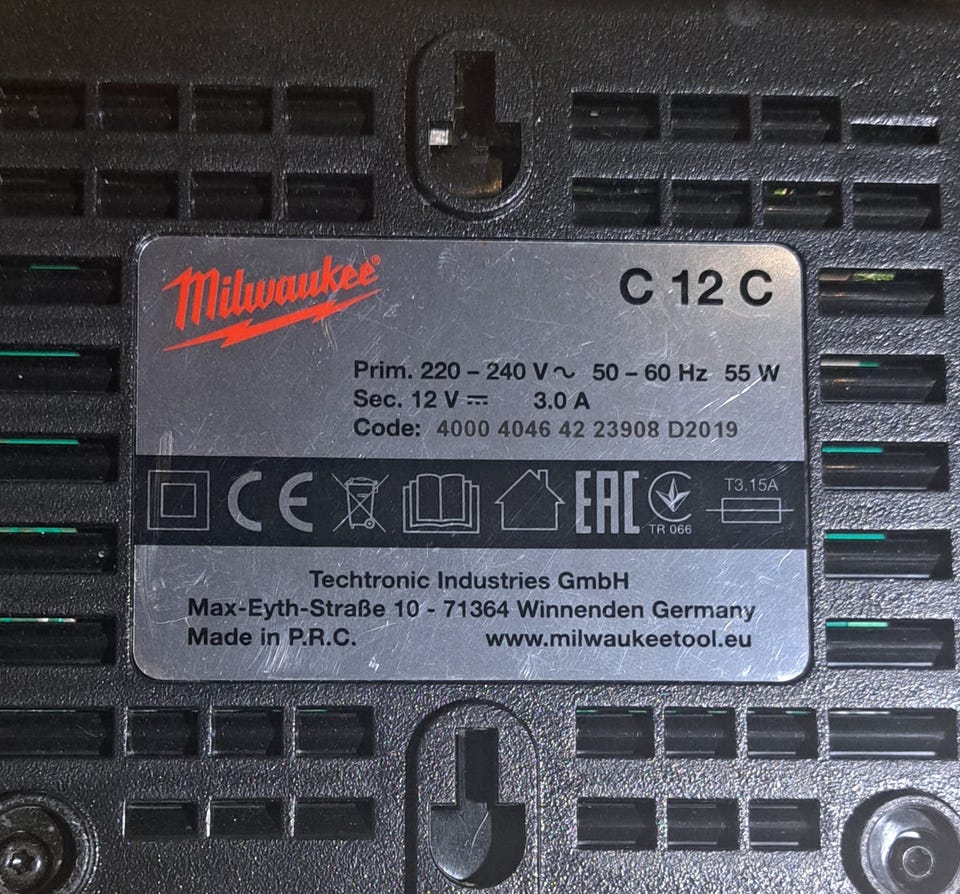 Milwaukee®
C 12 C
Prim. 220 – 240 V ~ 50 – 60 Hz 55 W
Sec. 12 V ⎓ 3.0 A
Code: 4000 4046 42 23908 D2019
CE
EAC
TR 066
T3.15A
Techtronic Industries GmbH
Max-Eyth-Straße 10 - 71364 Winnenden Germany
Made in P.R.C. www.milwaukeetool.eu